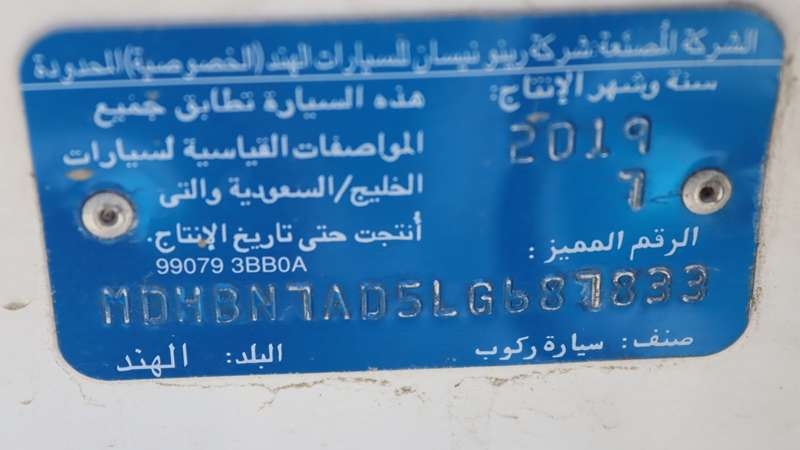 الشركة المصنعة شركة رينو نيسان للسيارات الهند (الخصوصية) المحدودة
سنة وشهر الإنتاج:
2019
7
هذه السيارة تطابق جميع
المواصفات القياسية لسيارات
الخليج/السعودية والتى
أنتجت حتى تاريخ الإنتاج.
99079 3BB0A
الرقم المميز:
MDHBN7AD5LG687833
صنف: سيارة ركوب
البلد: الهند